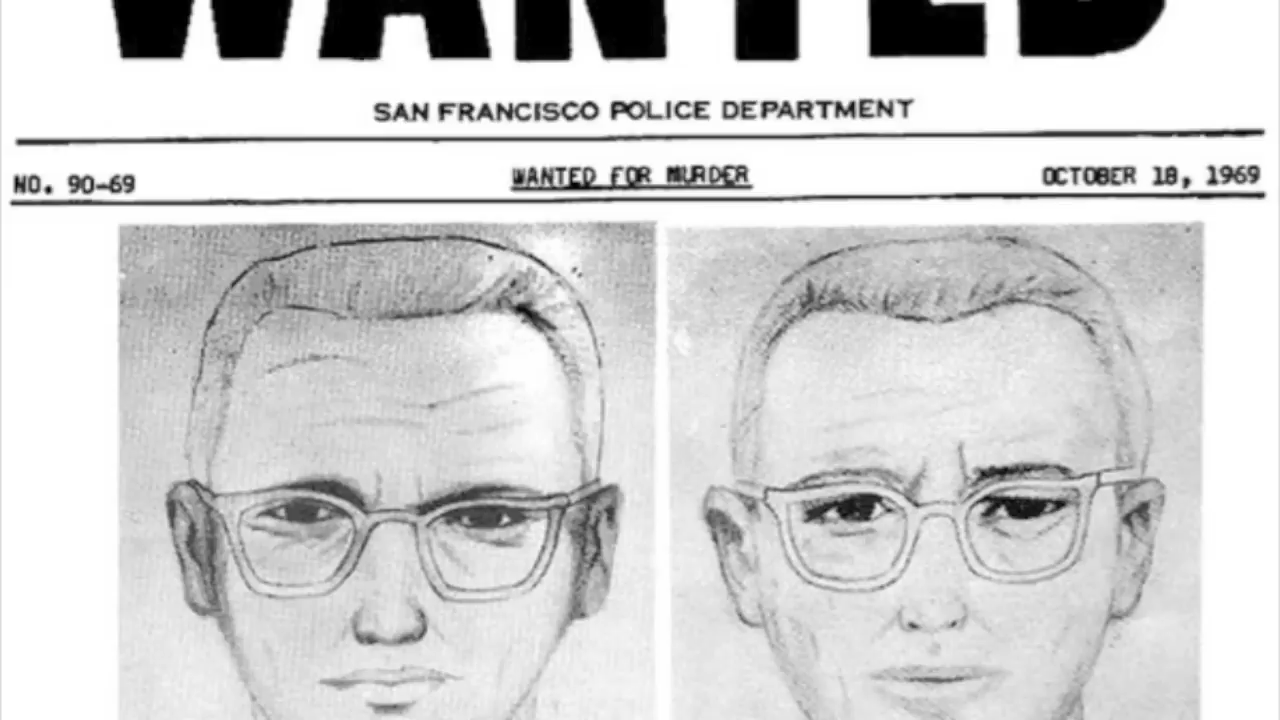 WANTED
SAN FRANCISCO POLICE DEPARTMENT
NO. 90-69 WANTED FOR MURDER OCTOBER 18, 1969